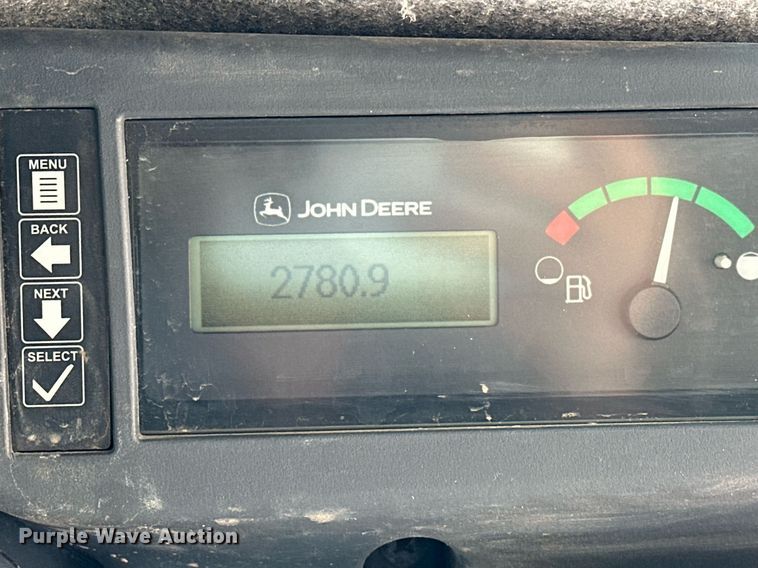 MENU
BACK
NEXT
SELECT
JOHN DEERE
2780.9
Purple Wave Auction